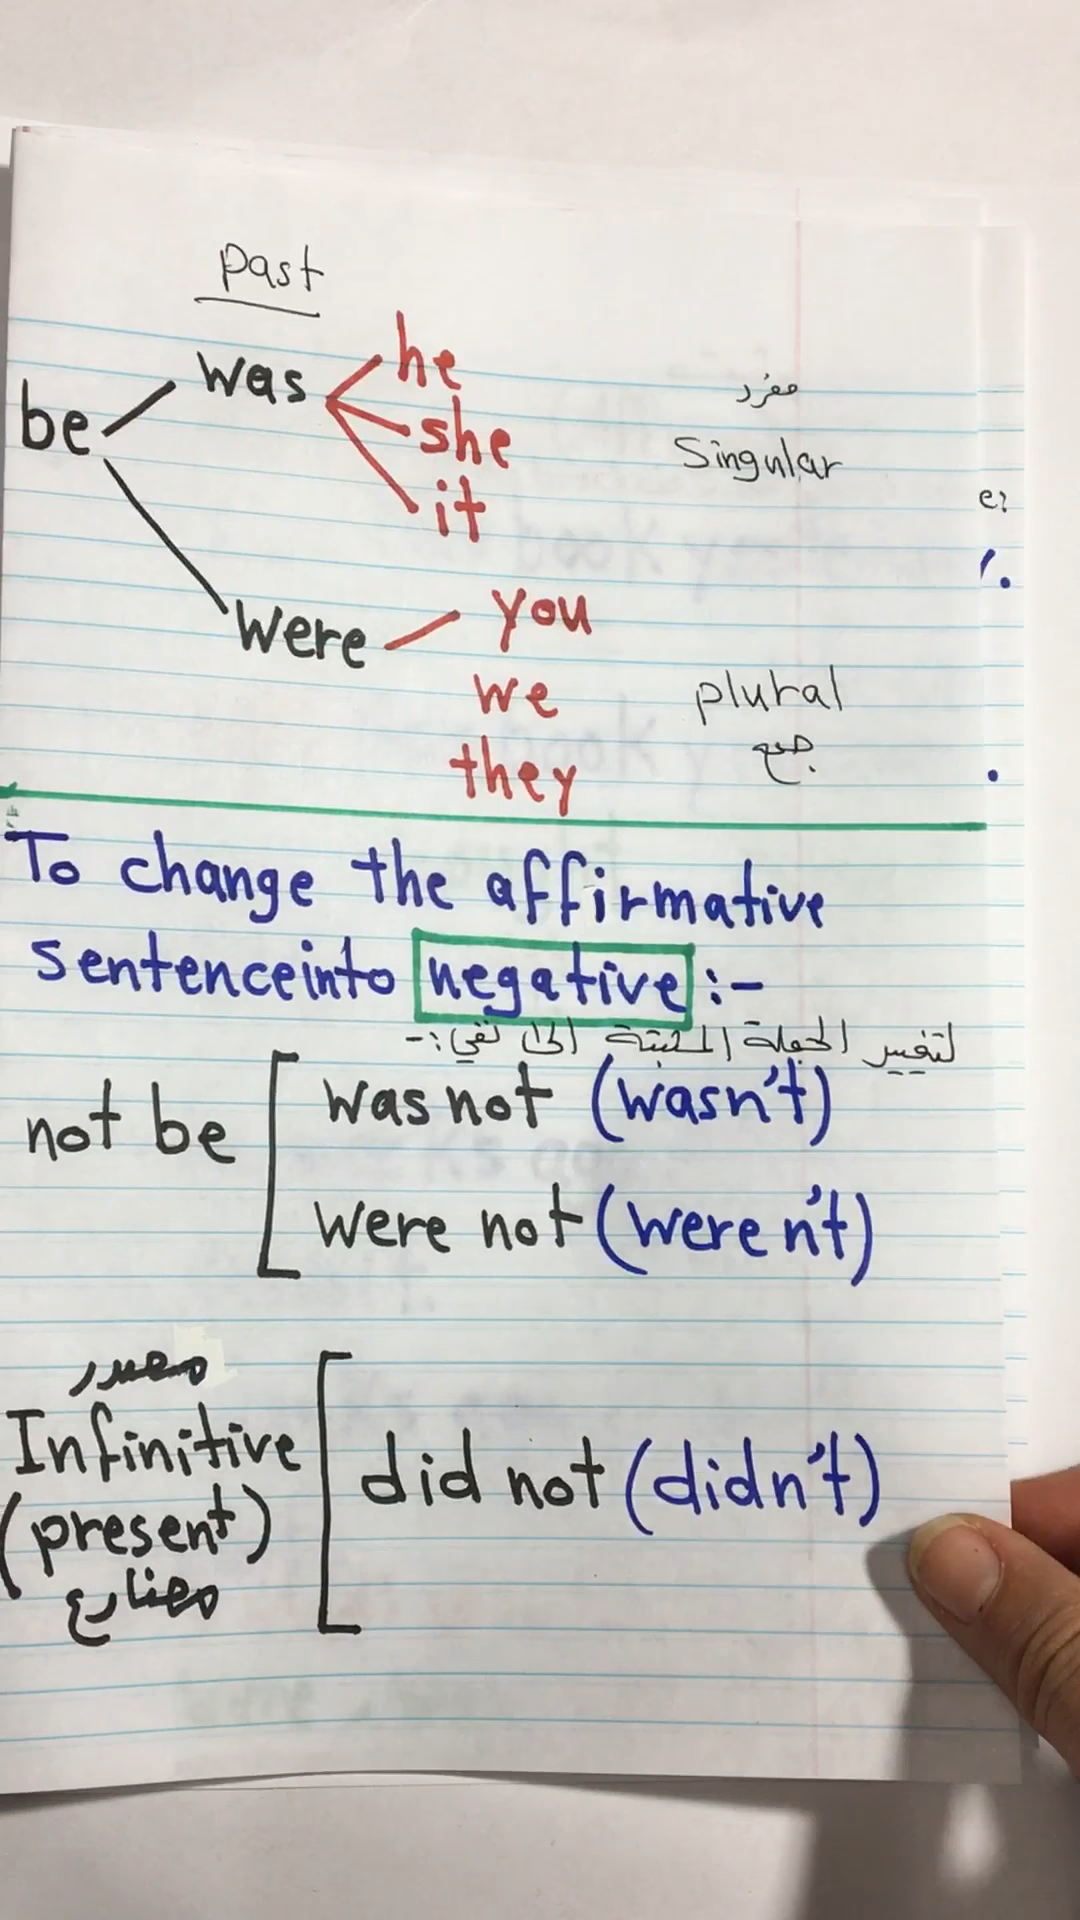 past
be
was
he
she
it
مفرد
Singular
were
you
we
they
plural
جمع
To change the affirmative
sentence into negative :-
لتغيير الجملة المثبتة الى نفي :-
not be
was not (wasn't)
were not (weren't)
مصدر
Infinitive
(present)
مضارع
did not (didn't)